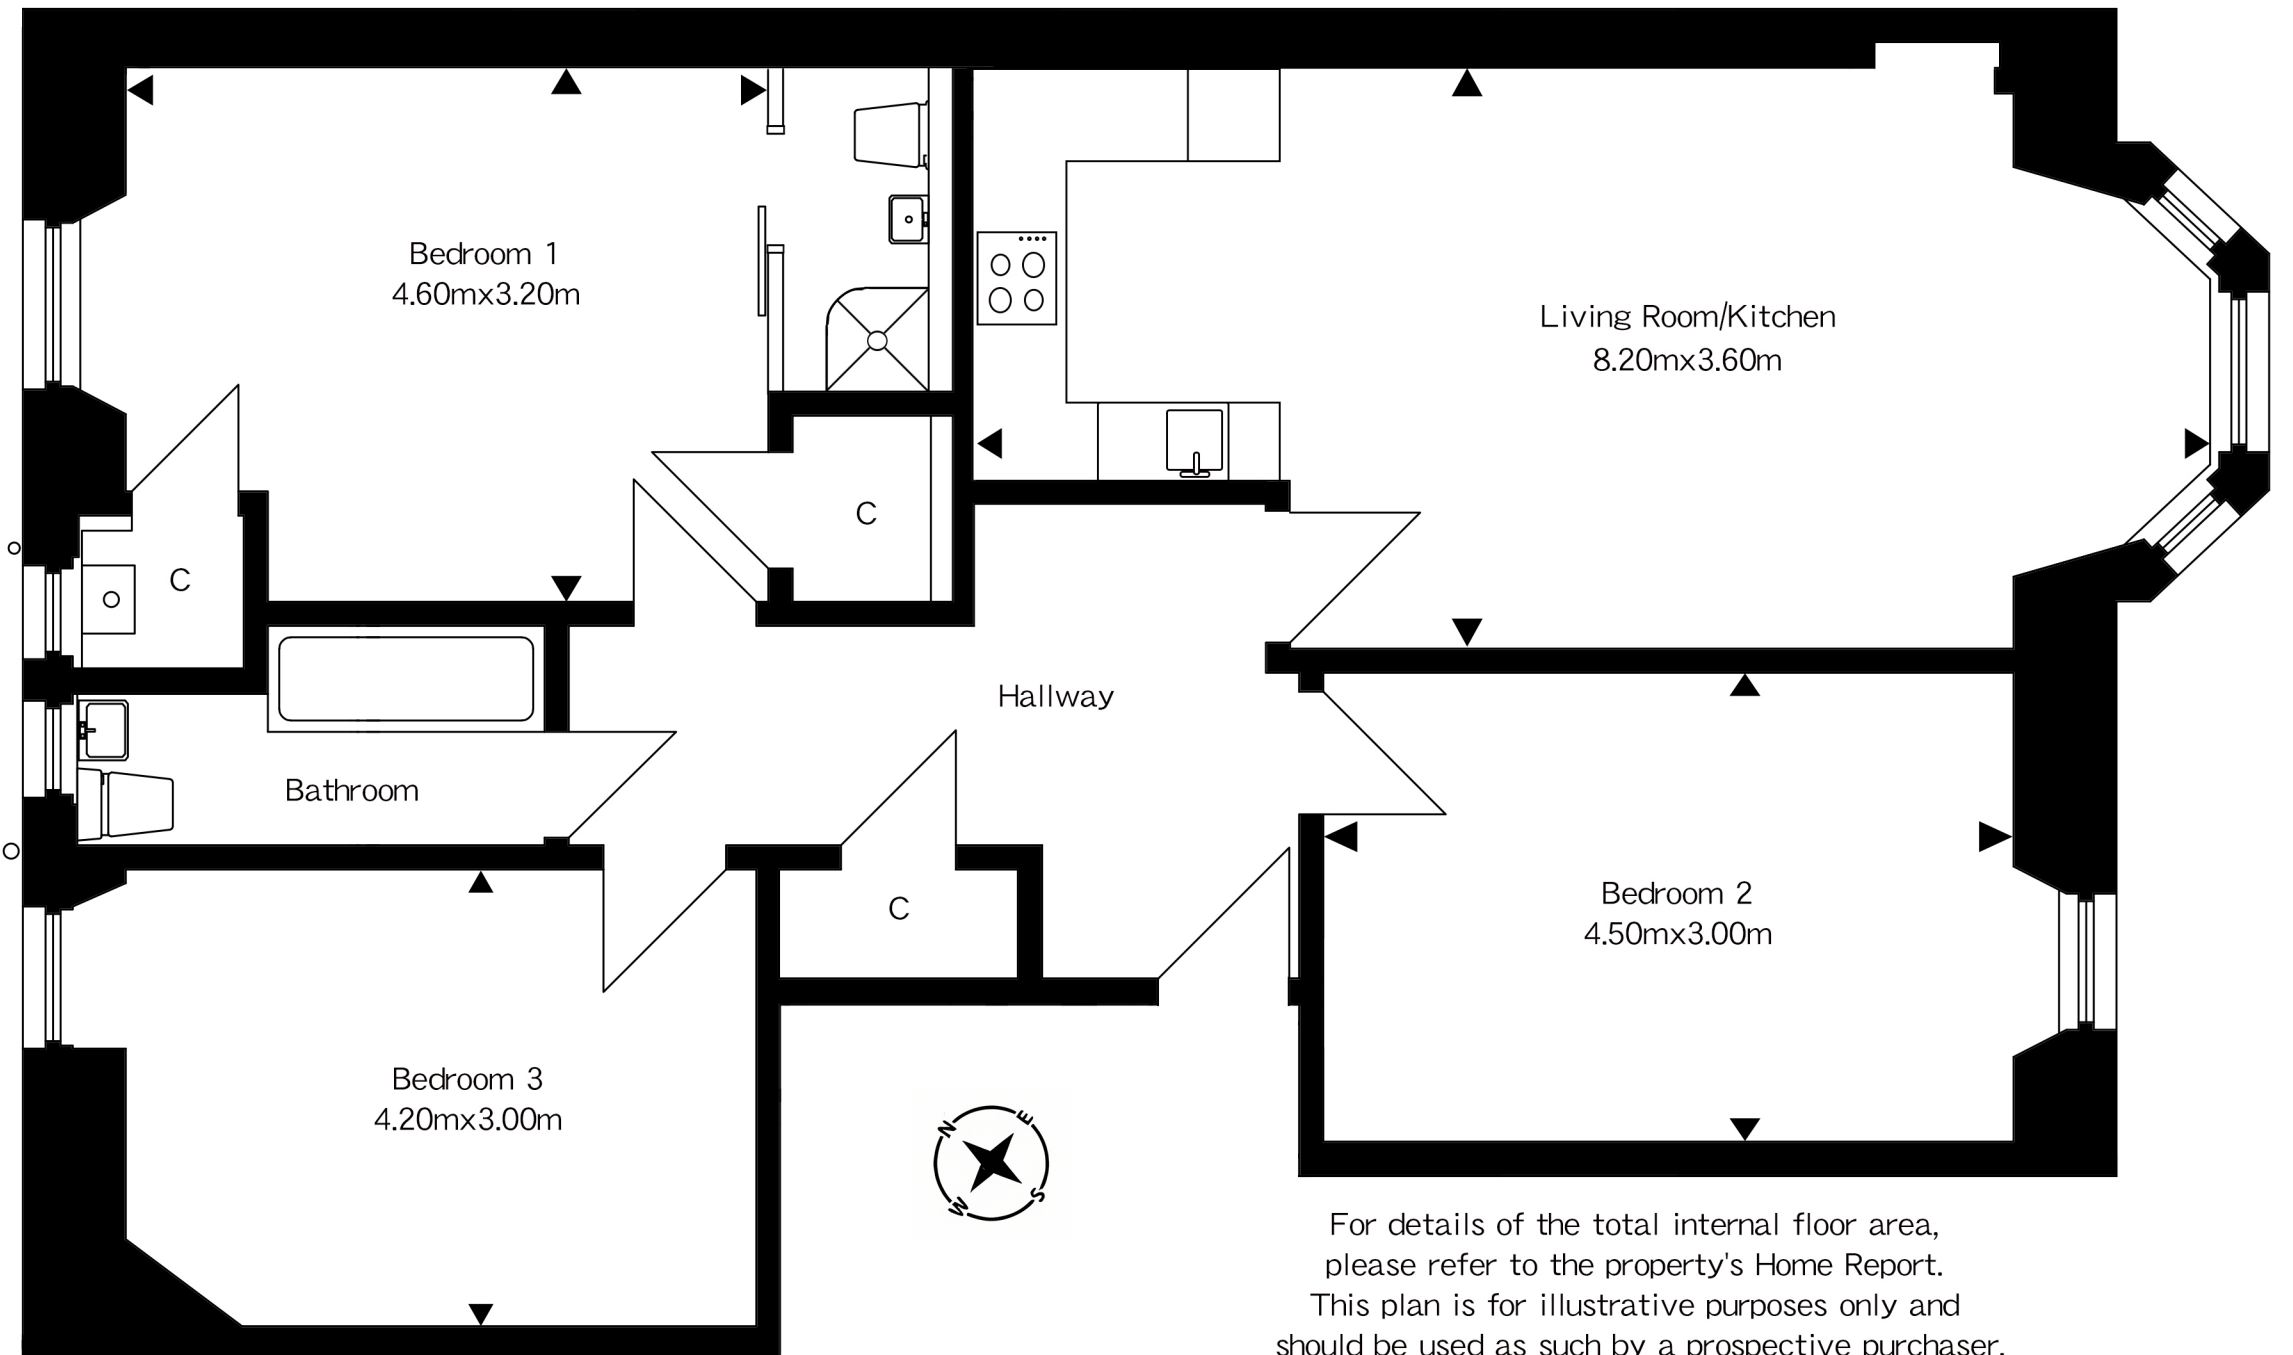 Bedroom 1
4.60mx3.20m
Living Room/Kitchen
8.20mx3.60m
C
C
Hallway
Bathroom
C
Bedroom 2
4.50mx3.00m
Bedroom 3
4.20mx3.00m
N
E
W
S
For details of the total internal floor area,
please refer to the property's Home Report.
This plan is for illustrative purposes only and
should be used as such by a prospective purchaser.